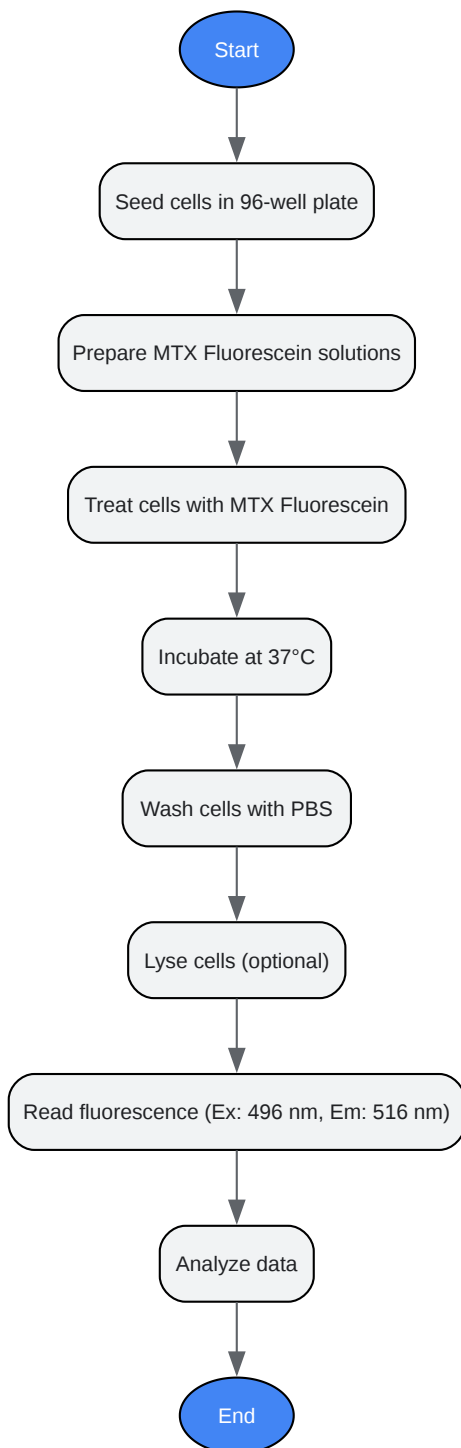 Start
Seed cells in 96-well plate
Prepare MTX Fluorescein solutions
Treat cells with MTX Fluorescein
Incubate at 37°C
Wash cells with PBS
Lyse cells (optional)
Read fluorescence (Ex: 496 nm, Em: 516 nm)
Analyze data
End